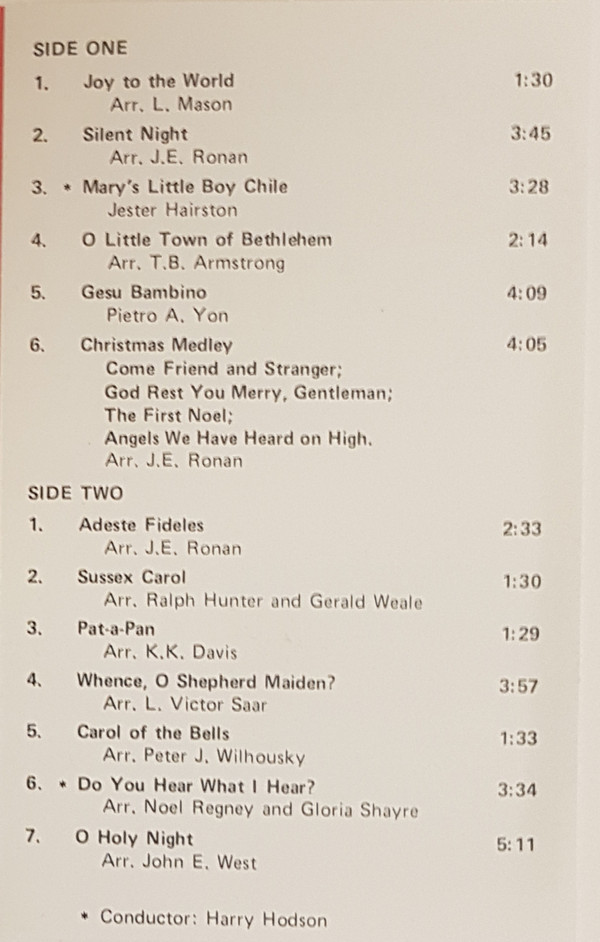 SIDE ONE
1. Joy to the World 1:30
Arr. L. Mason
2. Silent Night 3:45
Arr. J.E. Ronan
3. * Mary's Little Boy Chile 3:28
Jester Hairston
4. O Little Town of Bethlehem 2:14
Arr. T.B. Armstrong
5. Gesu Bambino 4:09
Pietro A. Yon
6. Christmas Medley 4:05
Come Friend and Stranger;
God Rest You Merry, Gentleman;
The First Noel;
Angels We Have Heard on High.
Arr. J.E. Ronan
SIDE TWO
1. Adeste Fideles 2:33
Arr. J.E. Ronan
2. Sussex Carol 1:30
Arr. Ralph Hunter and Gerald Weale
3. Pat-a-Pan 1:29
Arr. K.K. Davis
4. Whence, O Shepherd Maiden? 3:57
Arr. L. Victor Saar
5. Carol of the Bells 1:33
Arr. Peter J. Wilhousky
6. * Do You Hear What I Hear? 3:34
Arr. Noel Regney and Gloria Shayre
7. O Holy Night 5:11
Arr. John E. West
* Conductor: Harry Hodson